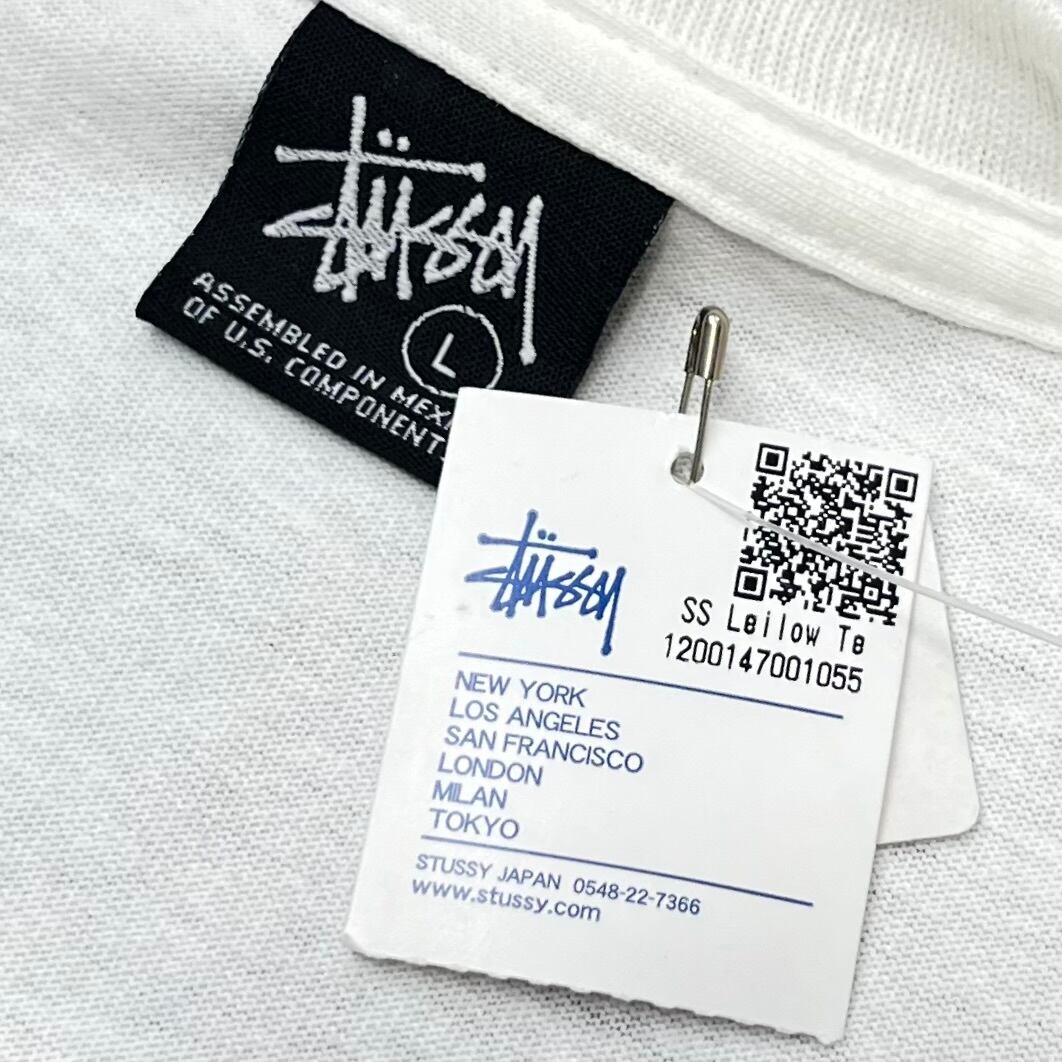 Stüssy
L
ASSEMBLED IN MEX
OF U.S. COMPONENT
Stüssy
SS Leilow Te
1200147001055
NEW YORK
LOS ANGELES
SAN FRANCISCO
LONDON
MILAN
TOKYO
STUSSY JAPAN 0548-22-7366
www.stussy.com